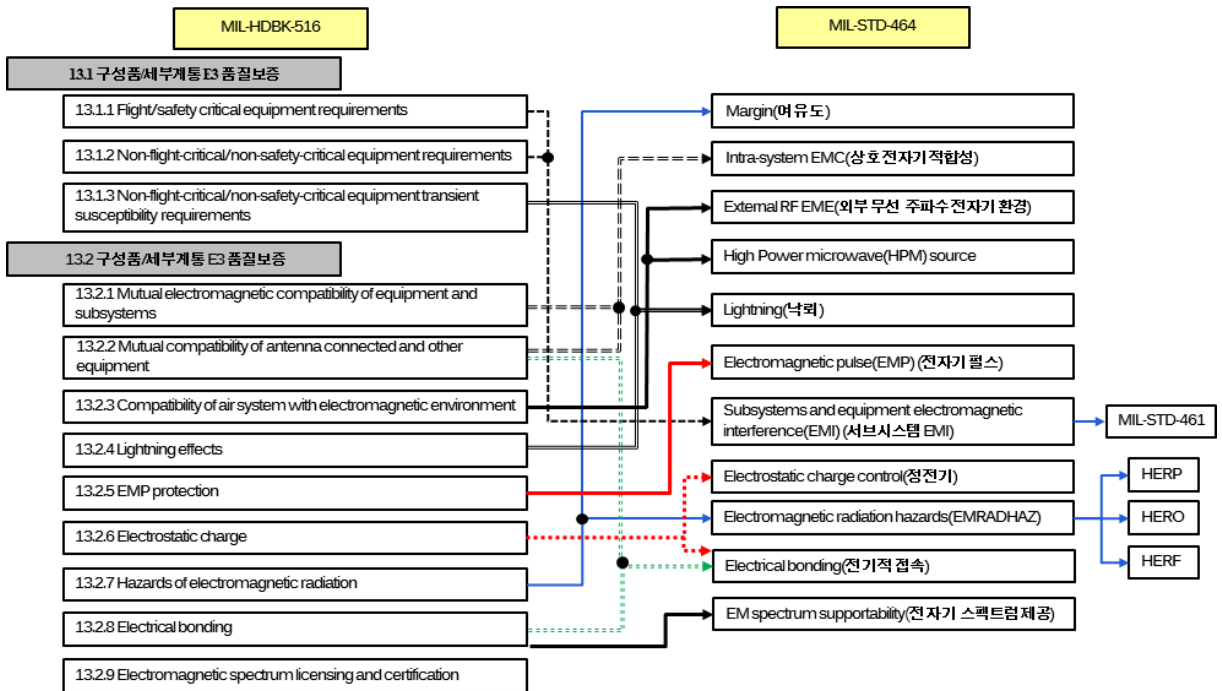 MIL-HDBK-516
13.1 구성품/세부계통 E3 품질보증
13.1.1 Flight/safety critical equipment requirements
13.1.2 Non-flight-critical/non-safety-critical equipment requirements
13.1.3 Non-flight-critical/non-safety-critical equipment transient
susceptibility requirements
13.2 구성품/세부계통 E3 품질보증
13.2.1 Mutual electromagnetic compatibility of equipment and
subsystems
13.2.2 Mutual compatibility of antenna connected and other
equipment
13.2.3 Compatibility of air system with electromagnetic environment
13.2.4 Lightning effects
13.2.5 EMP protection
13.2.6 Electrostatic charge
13.2.7 Hazards of electromagnetic radiation
13.2.8 Electrical bonding
13.2.9 Electromagnetic spectrum licensing and certification
MIL-STD-464
Margin(여유도)
Intra-system EMC(상호 전자기 적합성)
External RF EME(외부 무선 주파수 전자기 환경)
High Power microwave(HPM) source
Lightning(낙뢰)
Electromagnetic pulse(EMP) (전자기 펄스)
Subsystems and equipment electromagnetic
interference(EMI) (서브시스템 EMI)
Electrostatic charge control(정전기)
Electromagnetic radiation hazards(EMRADHAZ)
Electrical bonding(전기적 접속)
EM spectrum supportability(전자기 스펙트럼 제공)
MIL-STD-461
HERP
HERO
HERF